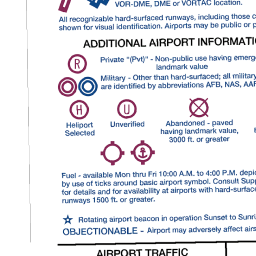 VOR-DME, DME or VORTAC location.
All recognizable hard-surfaced runways, including those c
shown for visual identification. Airports may be public or p
ADDITIONAL AIRPORT INFORMATI
R Private "(Pvt)" - Non-public use having emerg
landmark value
Military - Other than hard-surfaced; all military
are identified by abbreviations AFB, NAS, AAF
H U
Heliport Unverified Abandoned - paved
Selected having landmark value,
3000 ft. or greater
Fuel - available Mon thru Fri 10:00 A.M. to 4:00 P.M. depic
by use of ticks around basic airport symbol. Consult Supp
for details and for availability of airports with hard-surface
runways 1500 ft. or greater.
Rotating airport beacon in operation Sunset to Sunri
OBJECTIONABLE - Airport may adversely affect airs
AIRPORT TRAFFIC